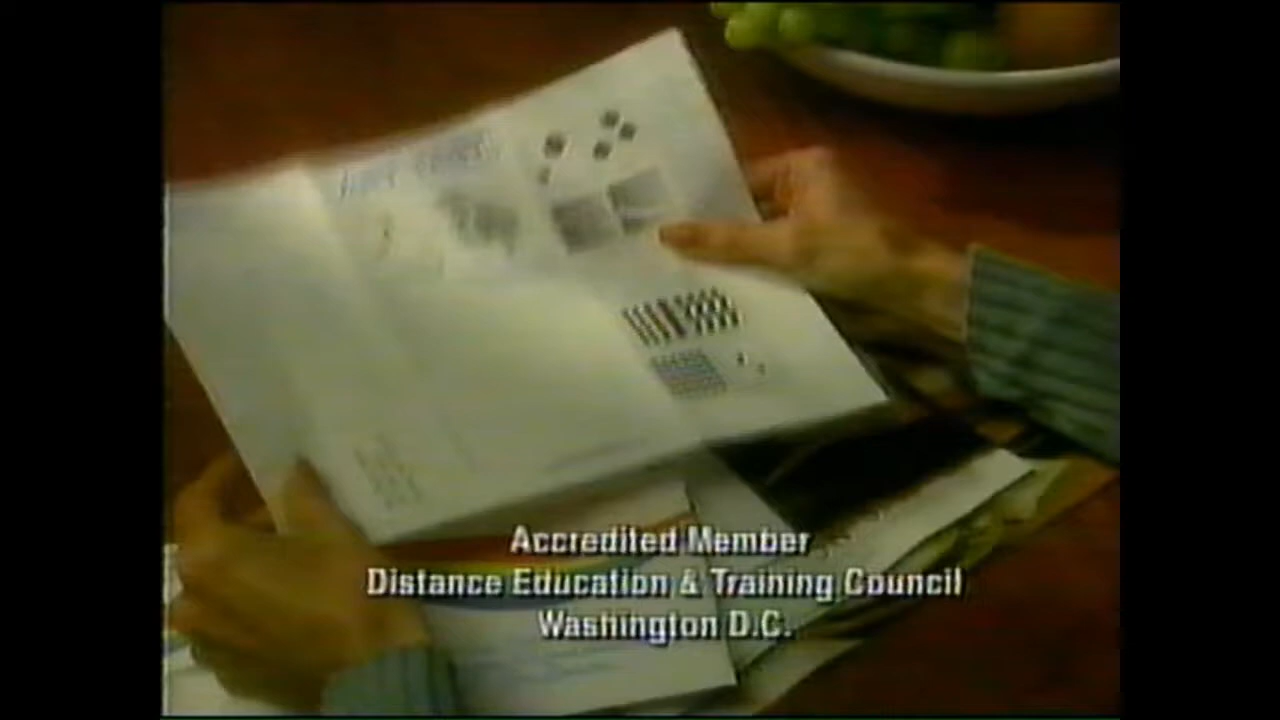 Accredited Member
Distance Education & Training Council
Washington D.C.